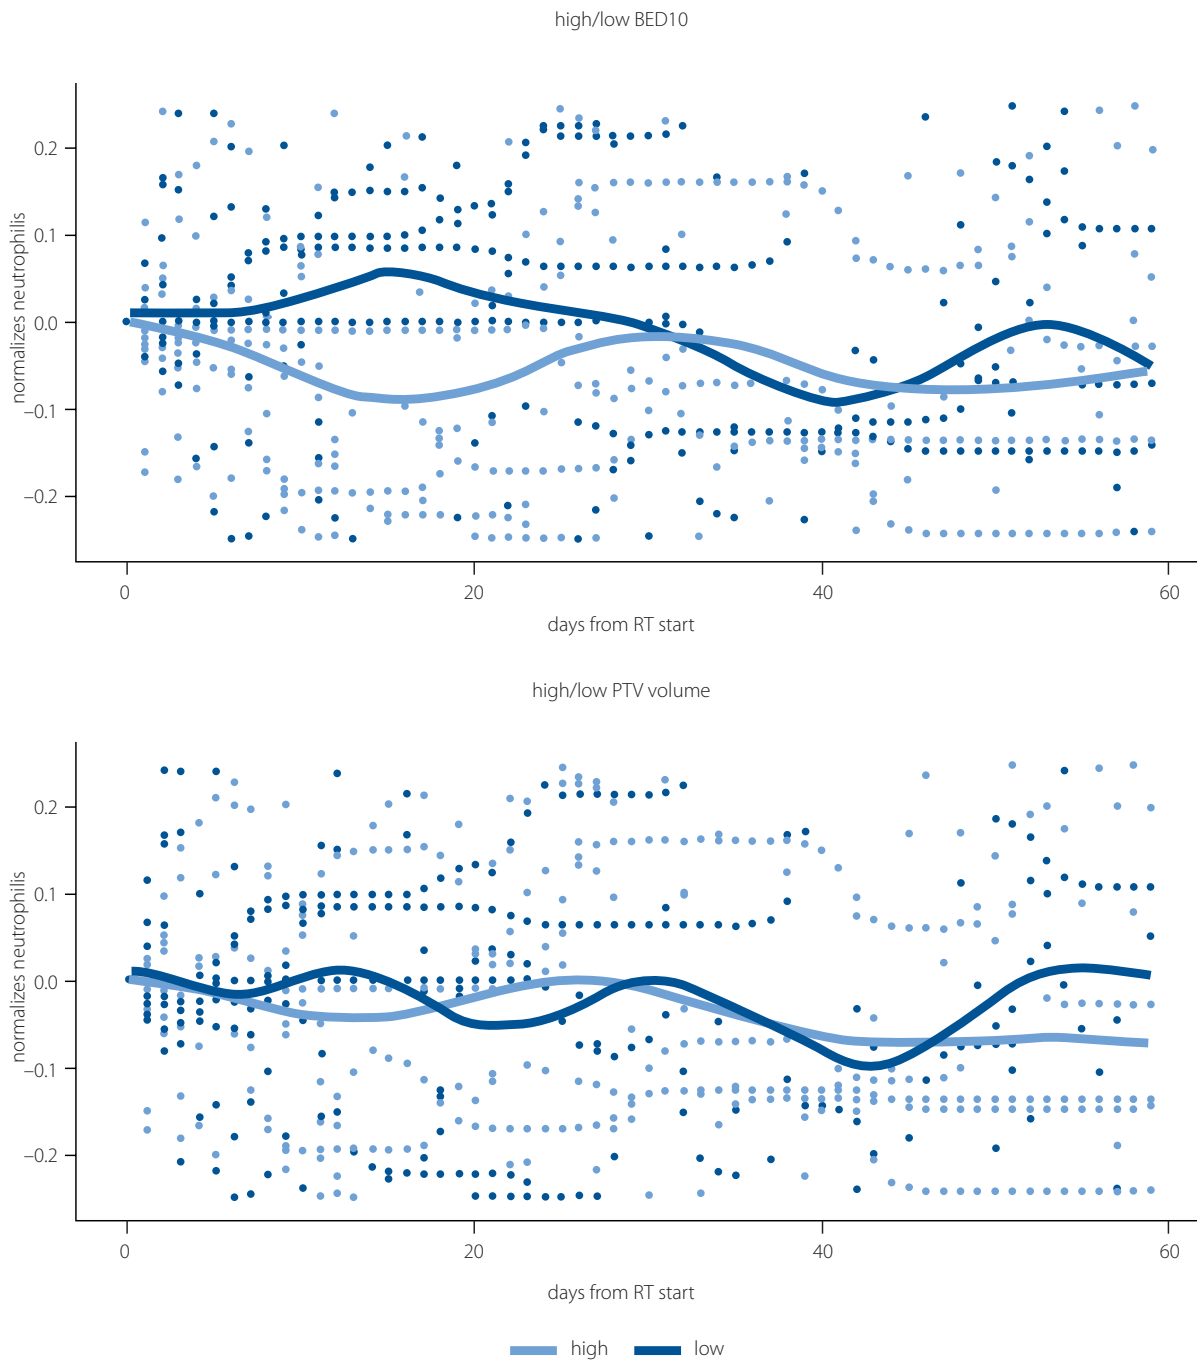 high/low BED10
normalizes neutrophilis
0.2
0.1
0.0
−0.1
−0.2
0
20
40
60
days from RT start
high/low PTV volume
normalizes neutrophilis
0.2
0.1
0.0
−0.1
−0.2
0
20
40
60
days from RT start
high
low